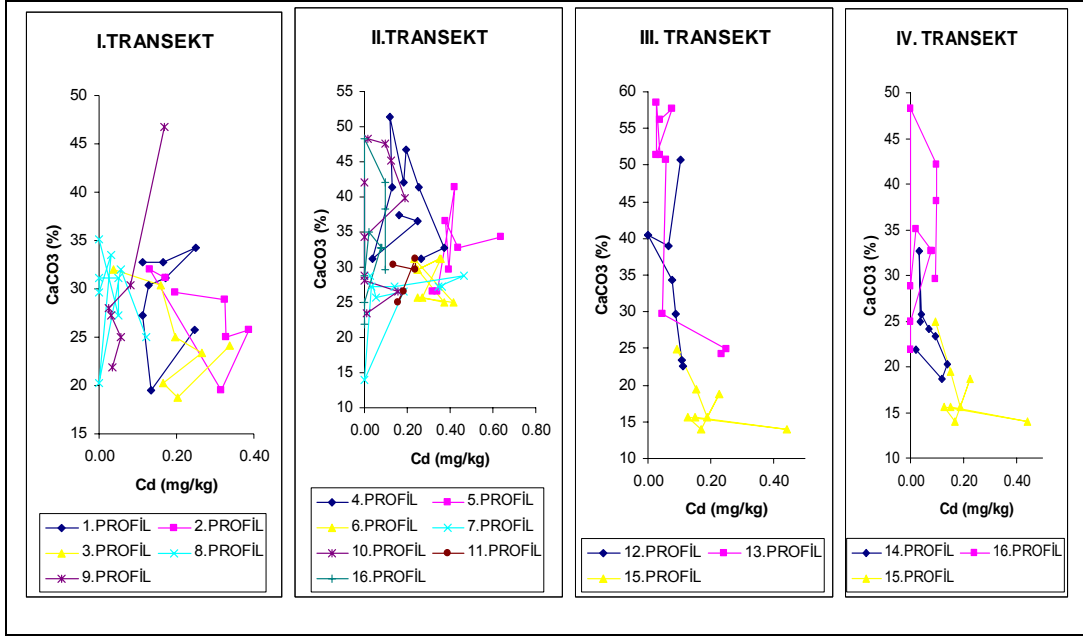 I.TRANSEKT
50
45
40
35
30
25
20
15
CaCO3 (%)
0.00 0.20 0.40
Cd (mg/kg)
1.PROFİL 2.PROFİL
3.PROFİL 8.PROFİL
9.PROFİL
II.TRANSEKT
55
50
45
40
35
30
25
20
15
10
CaCO3 (%)
0.00 0.20 0.40 0.60 0.80
Cd (mg/kg)
4.PROFİL 5.PROFİL
6.PROFİL 7.PROFİL
10.PROFİL 11.PROFİL
16.PROFİL
III. TRANSEKT
60
55
50
45
40
35
30
25
20
15
10
CaCO3 (%)
0.00 0.20 0.40
Cd (mg/kg)
12.PROFİL 13.PROFİL
15.PROFİL
IV. TRANSEKT
50
45
40
35
30
25
20
15
10
CaCO3 (%)
0.00 0.20 0.40
Cd (mg/kg)
14.PROFİL 16.PROFİL
15.PROFİL